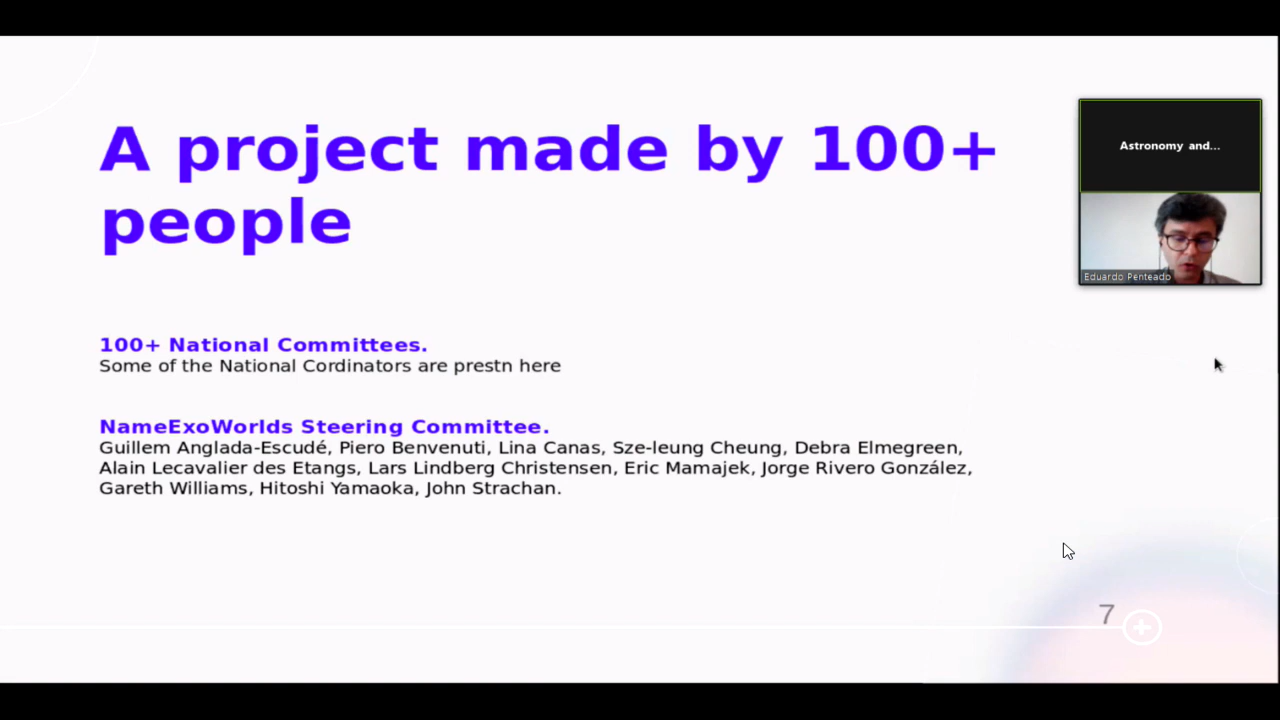 A project made by 100+
people
Astronomy and...
Eduardo Penteado
100+ National Committees.
Some of the National Cordinators are prestn here
NameExoWorlds Steering Committee.
Guillem Anglada-Escudé, Piero Benvenuti, Lina Canas, Sze-leung Cheung, Debra Elmegreen,
Alain Lecavalier des Etangs, Lars Lindberg Christensen, Eric Mamajek, Jorge Rivero González,
Gareth Williams, Hitoshi Yamaoka, John Strachan.
7